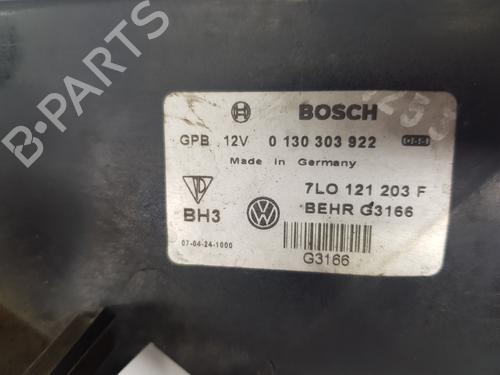 BOSCH
GPB 12V 0 130 303 922
Made in Germany
7L0 121 203 F
BH3 BEHR G3166
07-04-24-1000
G3166